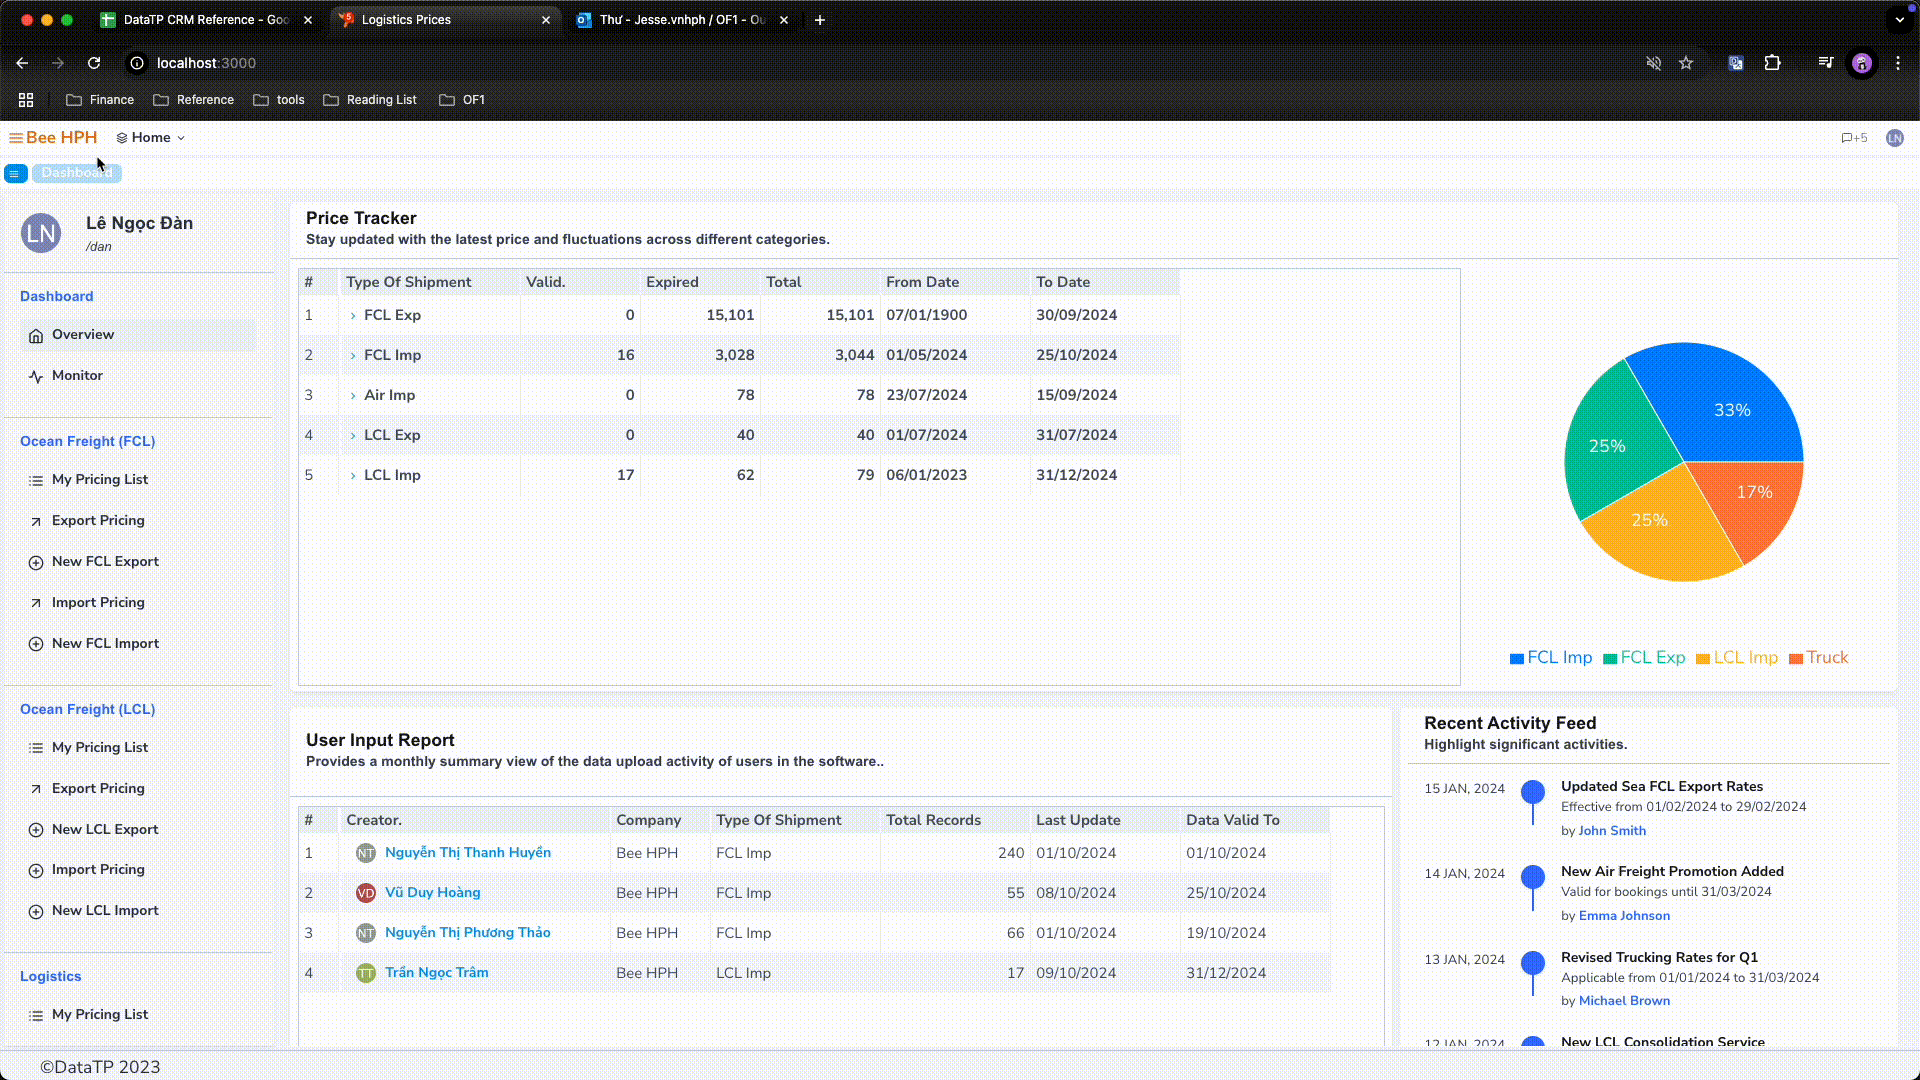 DataTP CRM Reference - Goo
Logistics Prices
Thư - Jesse.vnhph / OF1 - Ou
localhost:3000
Finance
Reference
tools
Reading List
OF1
Bee HPH
Home
+5
LN
Dashboard
LN
Lê Ngọc Đàn
/dan
Dashboard
Overview
Monitor
Ocean Freight (FCL)
My Pricing List
Export Pricing
New FCL Export
Import Pricing
New FCL Import
Ocean Freight (LCL)
My Pricing List
Export Pricing
New LCL Export
Import Pricing
New LCL Import
Logistics
My Pricing List
Price Tracker
Stay updated with the latest price and fluctuations across different categories.
# Type Of Shipment Valid. Expired Total From Date To Date
1 FCL Exp 0 15,101 15,101 07/01/1900 30/09/2024
2 FCL Imp 16 3,028 3,044 01/05/2024 25/10/2024
3 Air Imp 0 78 78 23/07/2024 15/09/2024
4 LCL Exp 0 40 40 01/07/2024 31/07/2024
5 LCL Imp 17 62 79 06/01/2023 31/12/2024
33%
25%
17%
25%
FCL Imp FCL Exp LCL Imp Truck
User Input Report
Provides a monthly summary view of the data upload activity of users in the software..
# Creator. Company Type Of Shipment Total Records Last Update Data Valid To
1 NT Nguyễn Thị Thanh Huyền Bee HPH FCL Imp 240 01/10/2024 01/10/2024
2 VD Vũ Duy Hoàng Bee HPH FCL Imp 55 08/10/2024 25/10/2024
3 NT Nguyễn Thị Phương Thảo Bee HPH FCL Imp 66 01/10/2024 19/10/2024
4 TT Trần Ngọc Trâm Bee HPH LCL Imp 17 09/10/2024 31/12/2024
Recent Activity Feed
Highlight significant activities.
15 JAN, 2024 Updated Sea FCL Export Rates
Effective from 01/02/2024 to 29/02/2024
by John Smith
14 JAN, 2024 New Air Freight Promotion Added
Valid for bookings until 31/03/2024
by Emma Johnson
13 JAN, 2024 Revised Trucking Rates for Q1
Applicable from 01/01/2024 to 31/03/2024
by Michael Brown
12 JAN, 2024 New LCL Consolidation Service
©DataTP 2023